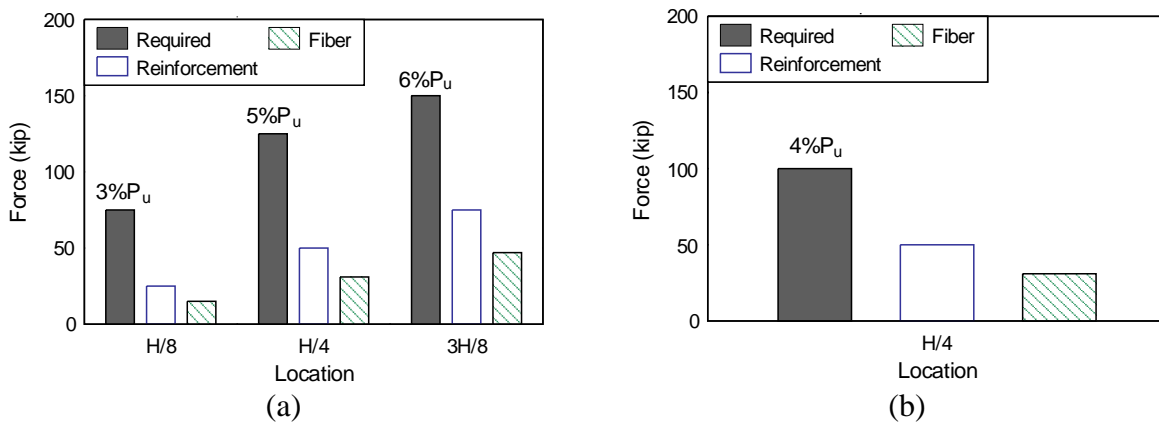 200
150
100
50
0
Force (kip)
Required
Fiber
Reinforcement
3%Pu
5%Pu
6%Pu
H/8
H/4
3H/8
Location
(a)
200
150
100
50
0
Force (kip)
Required
Fiber
Reinforcement
4%Pu
H/4
Location
(b)